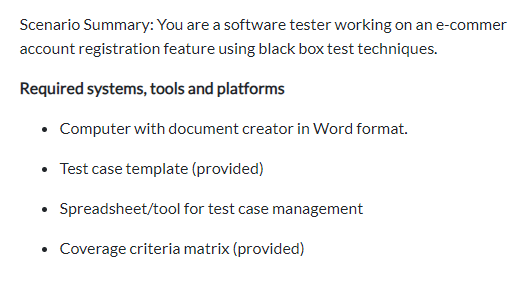 Scenario Summary: You are a software tester working on an e-commer
account registration feature using black box test techniques.
Required systems, tools and platforms
• Computer with document creator in Word format.
• Test case template (provided)
• Spreadsheet/tool for test case management
• Coverage criteria matrix (provided)